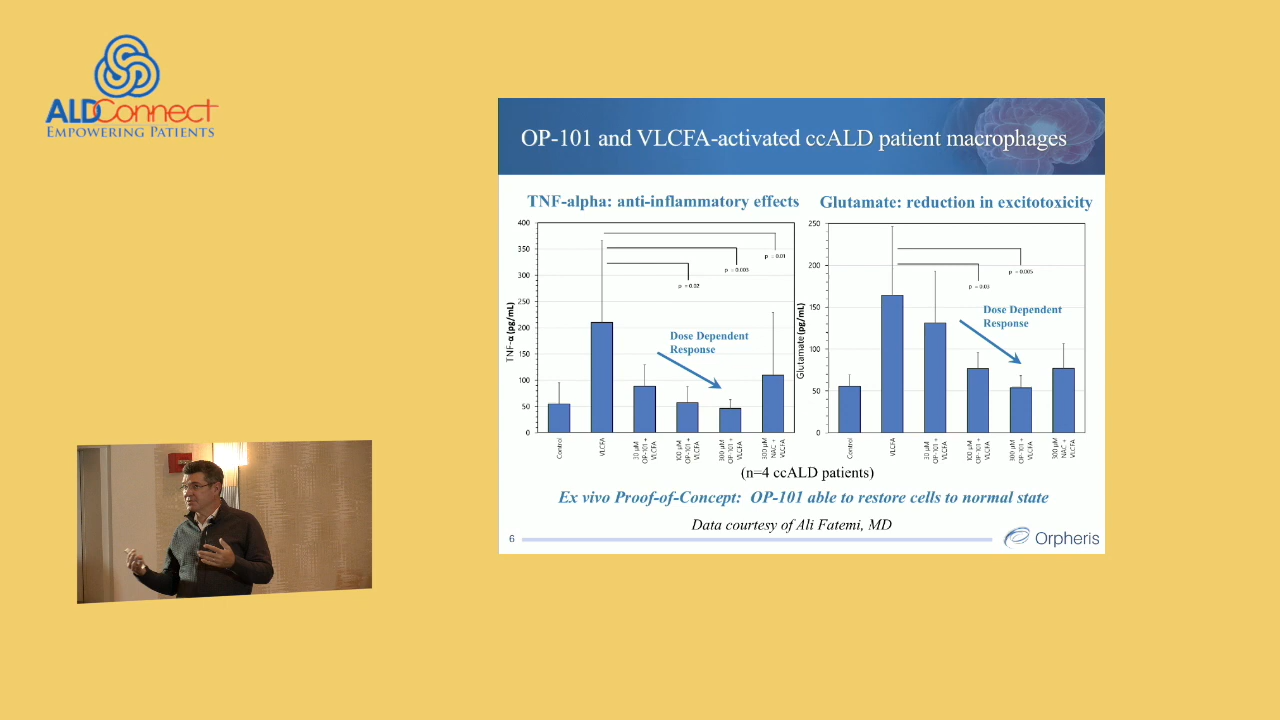 ALDConnect
EMPOWERING PATIENTS
OP-101 and VLCFA-activated ccALD patient macrophages
TNF-alpha: anti-inflammatory effects
400
350
300
250
200
150
100
50
0
TNF-α (pg/mL)
p = 0.02
p = 0.003
p = 0.01
Dose Dependent
Response
Control
VLCFA
OP-101 +
VLCFA
100 µM
OP-101 +
VLCFA
300 µM
OP-101 +
VLCFA
300 µM
NAC +
VLCFA
Glutamate: reduction in excitotoxicity
250
200
150
100
50
0
Glutamate (pg/mL)
p = 0.03
p = 0.005
Dose Dependent
Response
Control
VLCFA
OP-101 +
VLCFA
100 µM
OP-101 +
VLCFA
300 µM
OP-101 +
VLCFA
300 µM
NAC +
VLCFA
(n=4 ccALD patients)
Ex vivo Proof-of-Concept: OP-101 able to restore cells to normal state
Data courtesy of Ali Fatemi, MD
6
Orpheris